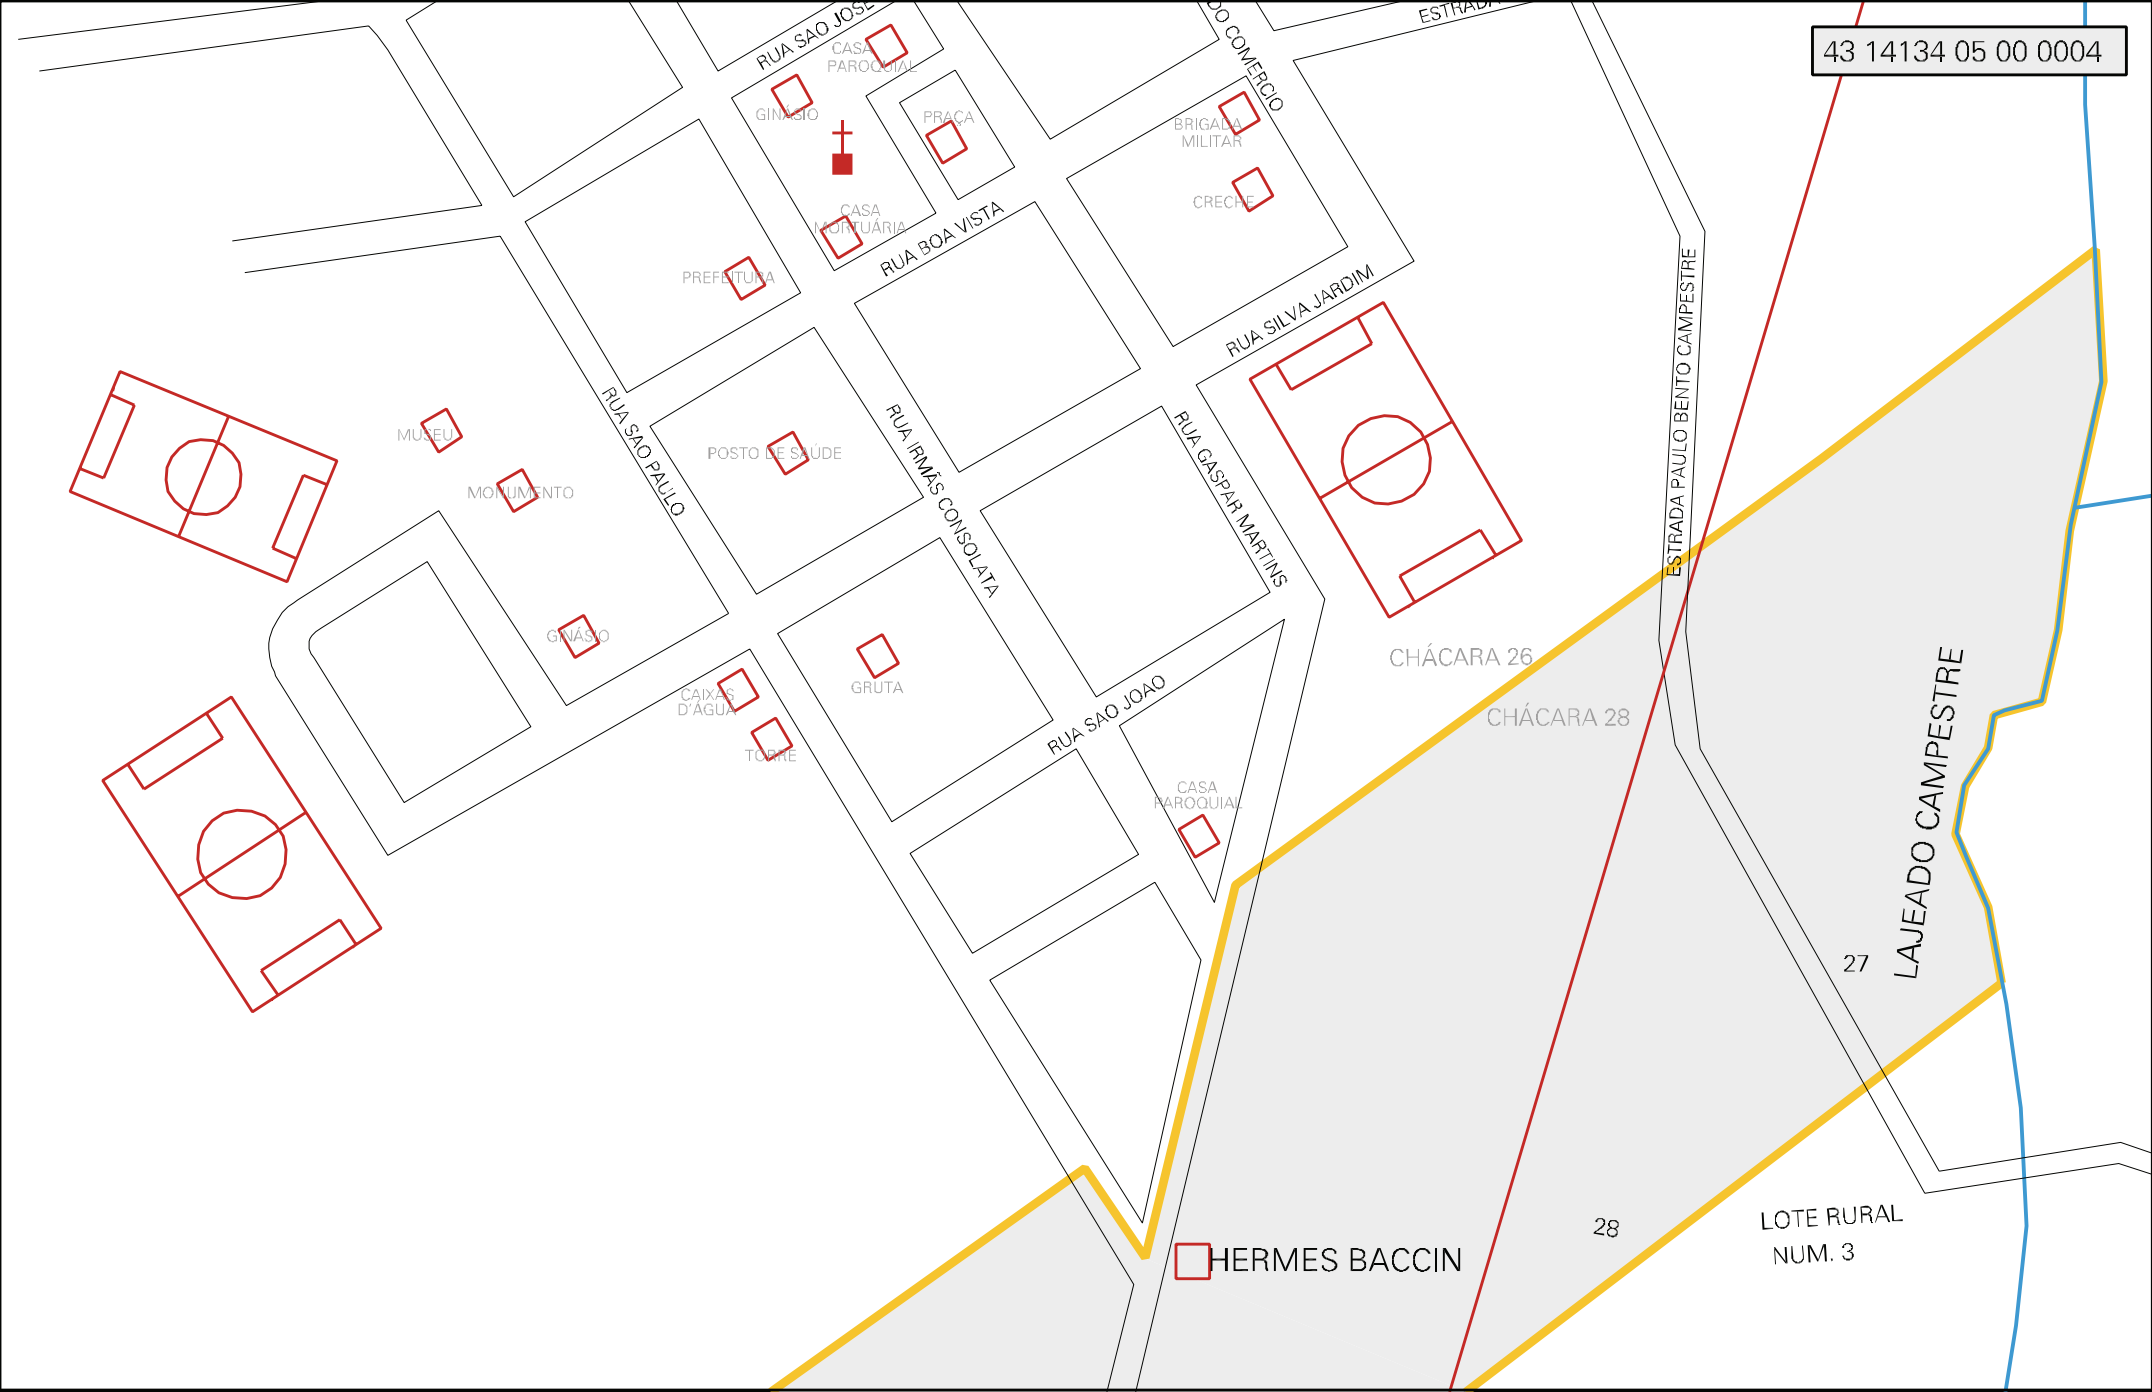 RUA SAO JOSE
CASA
PAROQUIAL
DO COMERCIO
ESTRADA
43 14134 05 00 0004
GINÁSIO
PRAÇA
BRIGADA
MILITAR
CRECHE
CASA
MORTUÁRIA
RUA BOA VISTA
PREFEITURA
RUA SILVA JARDIM
ESTRADA PAULO BENTO CAMPESTRE
MUSEU
MONUMENTO
RUA SAO PAULO
POSTO DE SAÚDE
RUA IRMÃS CONSOLATA
RUA GASPAR MARTINS
GINÁSIO
GRUTA
CAIXAS
D'ÁGUA
TORRE
RUA SAO JOAO
CHÁCARA 26
CHÁCARA 28
CASA
PAROQUIAL
LAJEADO CAMPESTRE
27
28
LOTE RURAL
NUM. 3
HERMES BACCIN